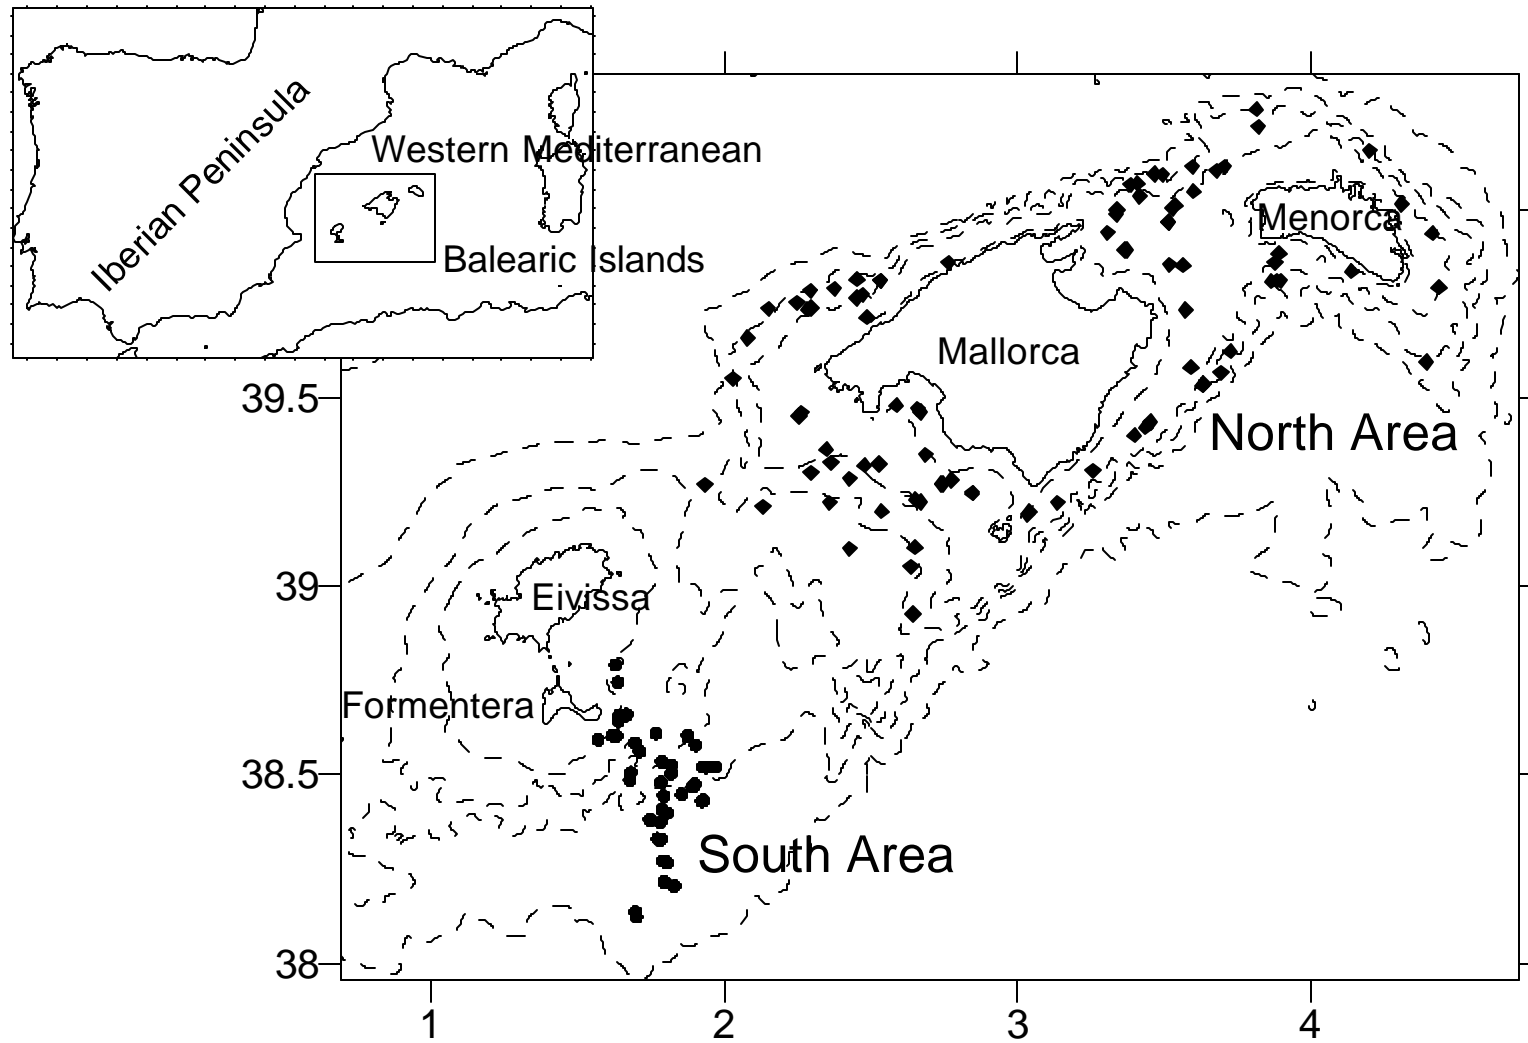 Iberian Peninsula
Western Mediterranean
Balearic Islands
Menorca
Mallorca
North Area
Eivissa
Formentera
South Area
39.5
39
38.5
38
1
2
3
4